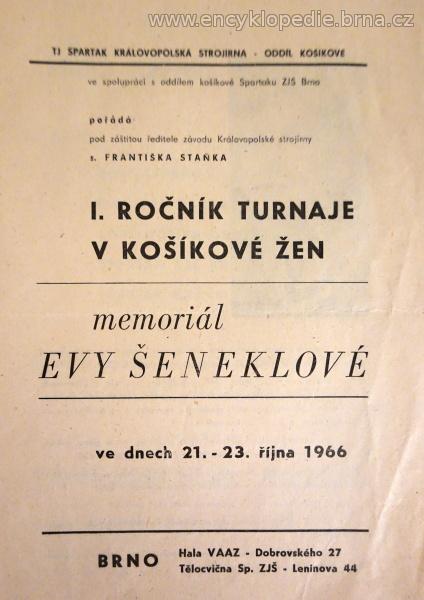 www.encyklopedie.brna.cz
TJ SPARTAK KRÁLOVOPOLSKÁ STROJÍRNA - ODDÍL KOŠÍKOVÉ
ve spolupráci s oddílem košíkové Spartaku ZJŠ Brno
pořádá
pod záštitou ředitele závodu Královopolské strojírny
s. FRANTIŠKA STAŇKA
I. ROČNÍK TURNAJE
V KOŠÍKOVÉ ŽEN
memoriál
EVY ŠENEKLOVÉ
ve dnech 21. - 23. října 1966
BRNO
Hala VAAZ - Dobrovského 27
Tělocvična Sp. ZJŠ - Leninova 44